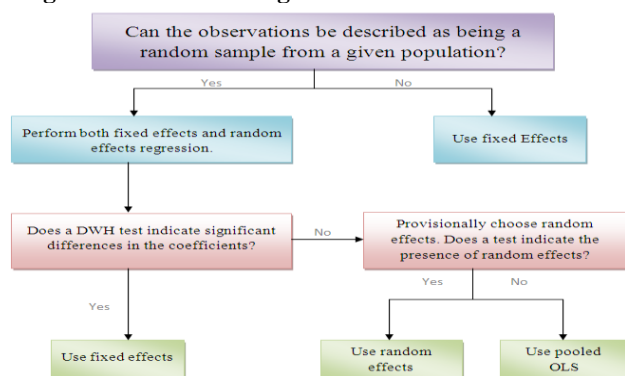 Can the observations be described as being a
random sample from a given population?
Yes
No
Perform both fixed effects and random
effects regression.
Use fixed Effects
Does a DWH test indicate significant
differences in the coefficients?
No
Provisionally choose random
effects. Does a test indicate the
presence of random effects?
Yes
Yes
No
Use fixed effects
Use random
effects
Use pooled
OLS